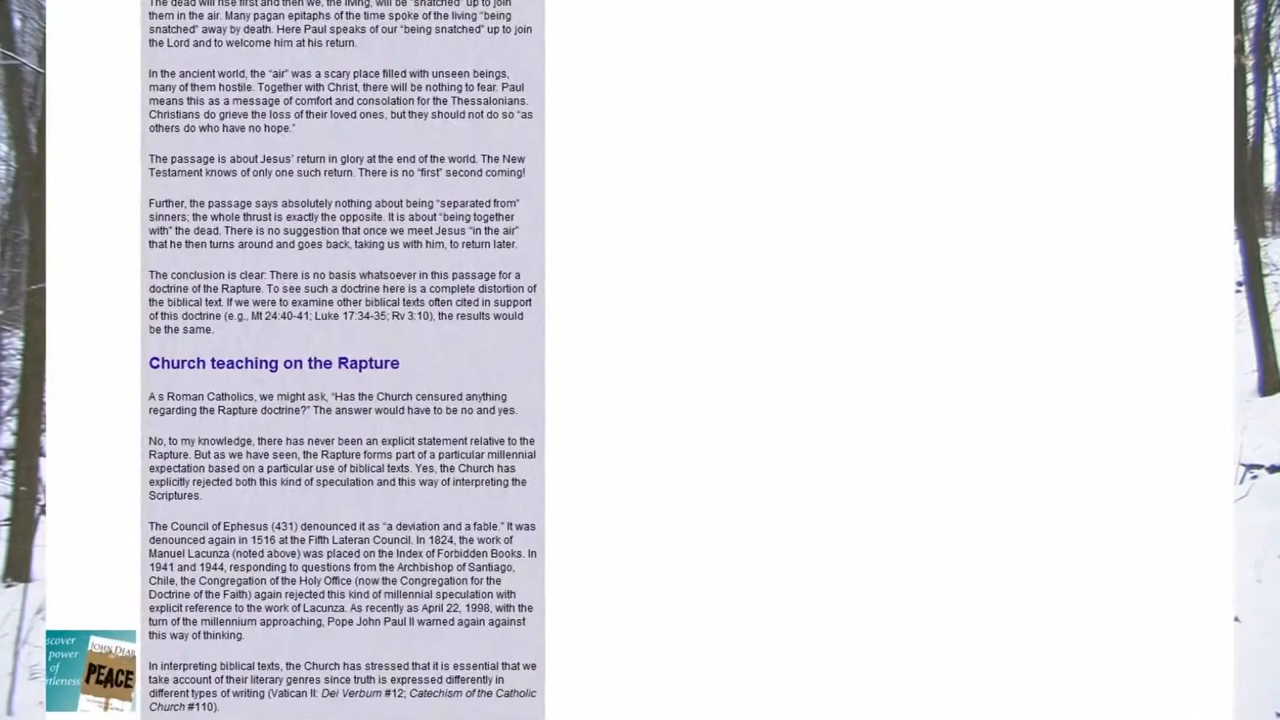 The dead will rise first and then we, the living, will be “snatched” up to join
them in the air. Many pagan epitaphs of the time spoke of the living “being
snatched” away by death. Here Paul speaks of our “being snatched” up to join
the Lord and to welcome him at his return.
In the ancient world, the “air” was a scary place filled with unseen beings,
many of them hostile. Together with Christ, there will be nothing to fear. Paul
means this as a message of comfort and consolation for the Thessalonians.
Christians do grieve the loss of their loved ones, but they should not do so “as
others do who have no hope.”
The passage is about Jesus’ return in glory at the end of the world. The New
Testament knows of only one such return. There is no “first” second coming!
Further, the passage says absolutely nothing about being “separated from”
sinners; the whole thrust is exactly the opposite. It is about “being together
with” the dead. There is no suggestion that once we meet Jesus “in the air”
that he then turns around and goes back, taking us with him, to return later.
The conclusion is clear: There is no basis whatsoever in this passage for a
doctrine of the Rapture. To see such a doctrine here is a complete distortion of
the biblical text. If we were to examine other biblical texts often cited in support
of this doctrine (e.g., Mt 24:40-41; Luke 17:34-35; Rv 3:10), the results would
be the same.
Church teaching on the Rapture
A s Roman Catholics, we might ask, “Has the Church censured anything
regarding the Rapture doctrine?” The answer would have to be no and yes.
No, to my knowledge, there has never been an explicit statement relative to the
Rapture. But as we have seen, the Rapture forms part of a particular millennial
expectation based on a particular use of biblical texts. Yes, the Church has
explicitly rejected both this kind of speculation and this way of interpreting the
Scriptures.
The Council of Ephesus (431) denounced it as “a deviation and a fable.” It was
denounced again in 1516 at the Fifth Lateran Council. In 1824, the work of
Manuel Lacunza (noted above) was placed on the Index of Forbidden Books. In
1941 and 1944, responding to questions from the Archbishop of Santiago,
Chile, the Congregation of the Holy Office (now the Congregation for the
Doctrine of the Faith) again rejected this kind of millennial speculation with
explicit reference to the work of Lacunza. As recently as April 22, 1998, with the
turn of the millennium approaching, Pope John Paul II warned again against
this way of thinking.
In interpreting biblical texts, the Church has stressed that it is essential that we
take account of their literary genres since truth is expressed differently in
different types of writing (Vatican II: Dei Verbum #12; Catechism of the Catholic
Church #110).
scover
power
of
ntleness
JOHN DEAR
PEACE